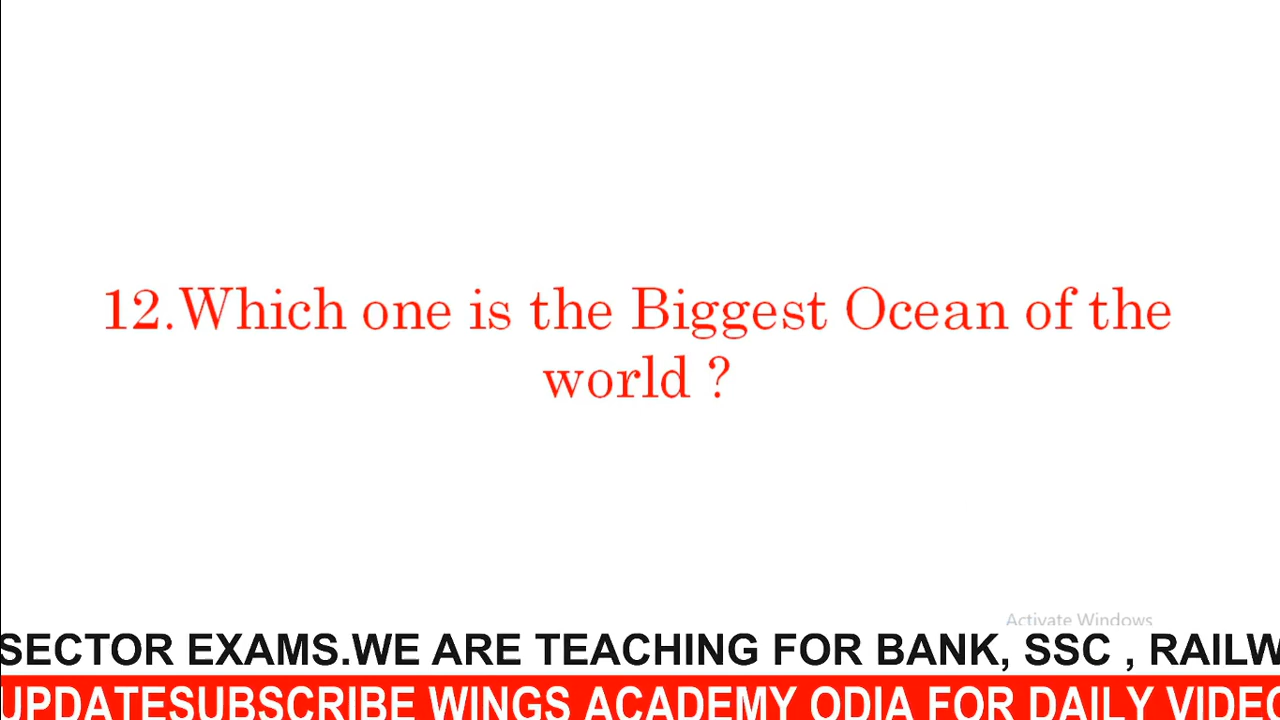 12.Which one is the Biggest Ocean of the
world ?
Activate Windows
SECTOR EXAMS.WE ARE TEACHING FOR BANK, SSC , RAILW
UPDATESUBSCRIBE WINGS ACADEMY ODIA FOR DAILY VIDEO